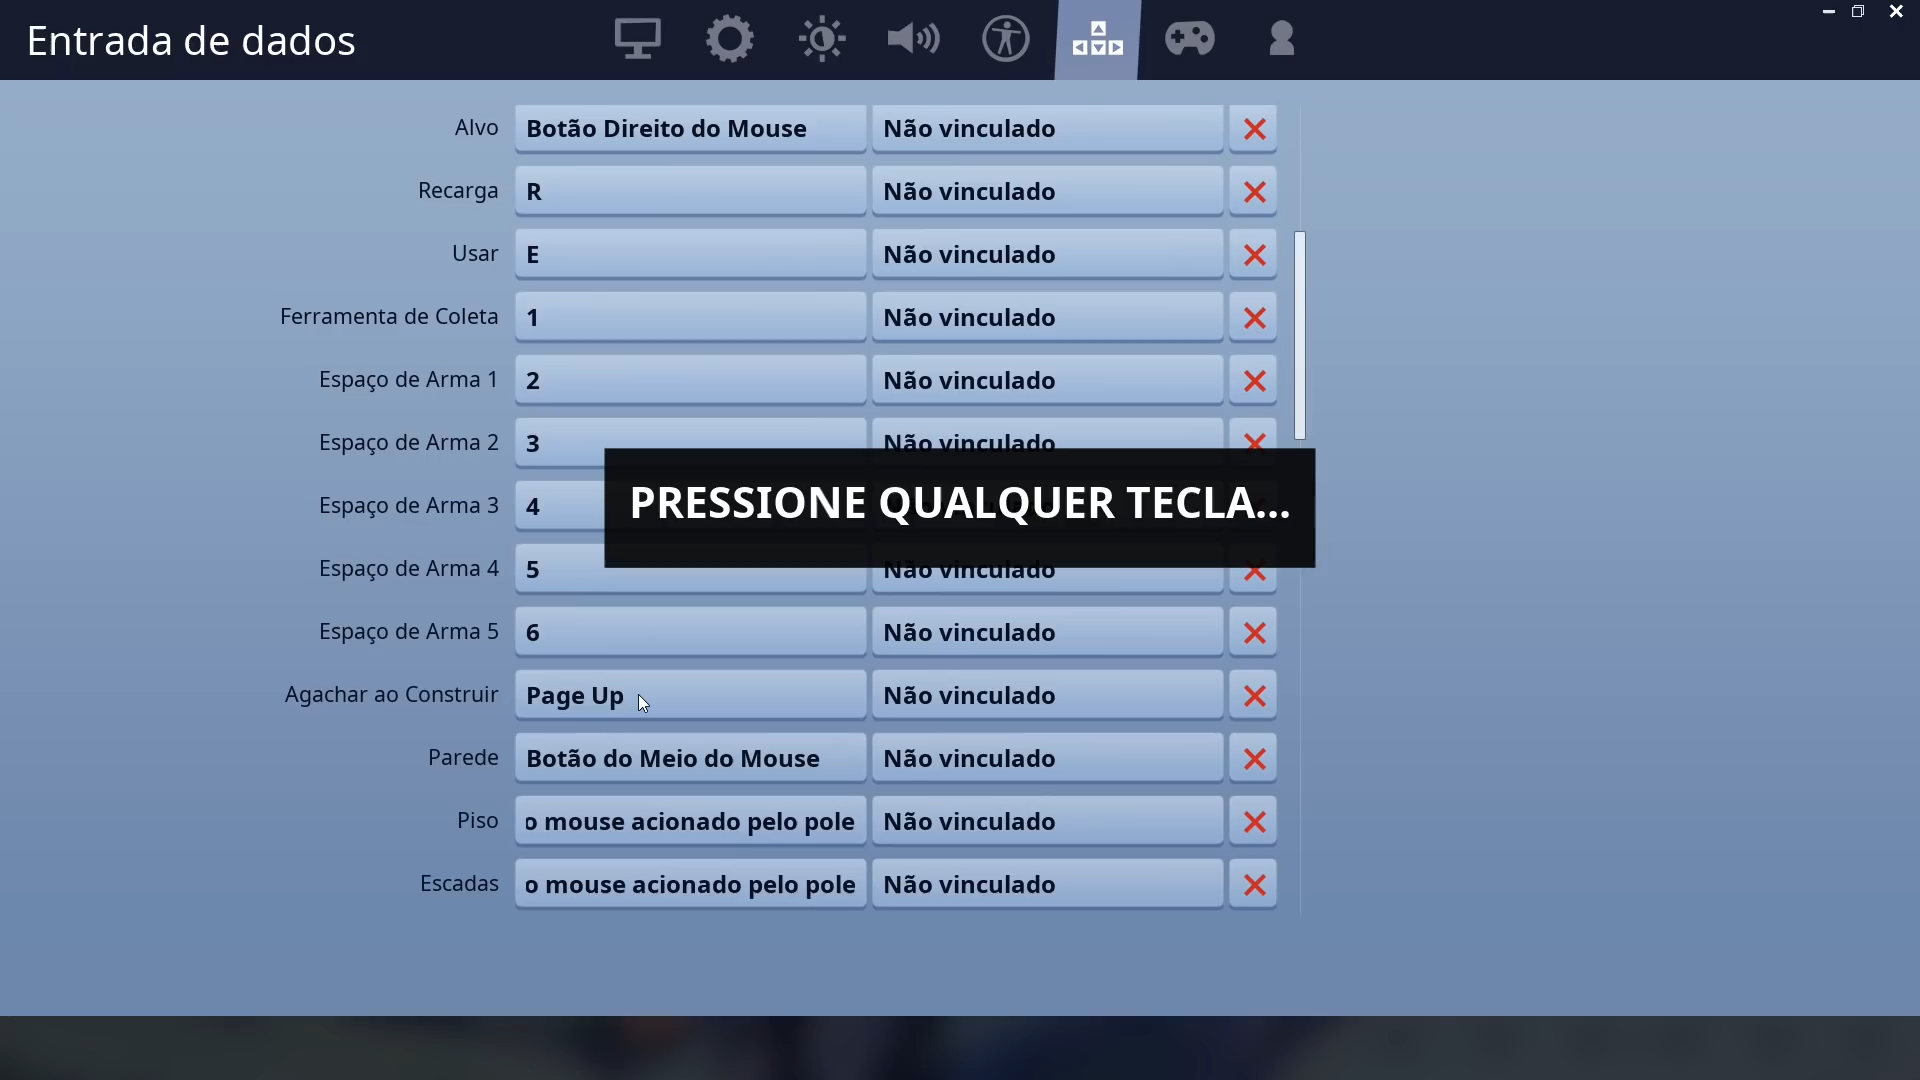 Entrada de dados
Alvo Botão Direito do Mouse Não vinculado
Recarga R Não vinculado
Usar E Não vinculado
Ferramenta de Coleta 1 Não vinculado
Espaço de Arma 1 2 Não vinculado
Espaço de Arma 2 3 Não vinculado
PRESSIONE QUALQUER TECLA...
Espaço de Arma 3 4
Espaço de Arma 4 5 Não vinculado
Espaço de Arma 5 6 Não vinculado
Agachar ao Construir Page Up Não vinculado
Parede Botão do Meio do Mouse Não vinculado
Piso o mouse acionado pelo pole Não vinculado
Escadas o mouse acionado pelo pole Não vinculado